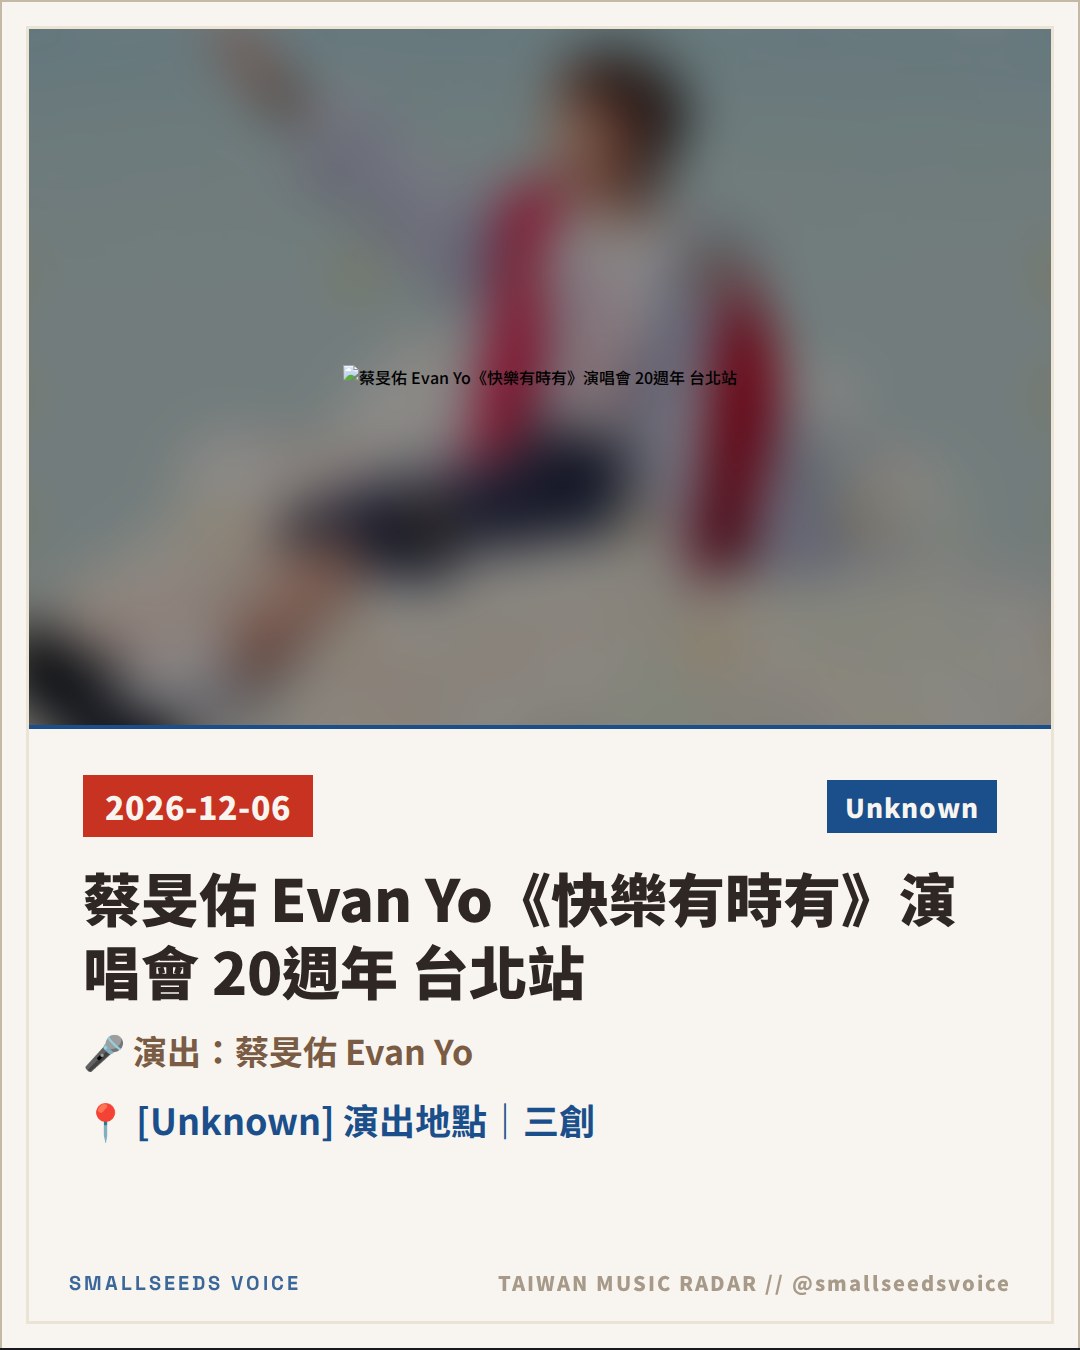 蔡旻佑 Evan Yo《快樂有時有》演唱會 20週年 台北站
2026-12-06
Unknown
蔡旻佑 Evan Yo《快樂有時有》演
唱會 20週年 台北站
🎤 演出：蔡旻佑 Evan Yo
📍 [Unknown] 演出地點｜三創
SMALLSEEDS VOICE
TAIWAN MUSIC RADAR // @smallseedsvoice